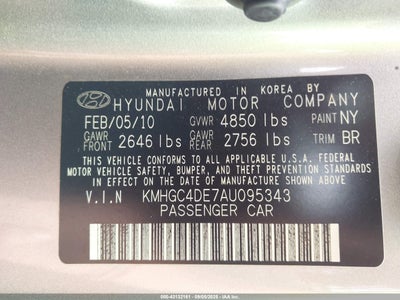 MANUFACTURED IN KOREA BY
HYUNDAI MOTOR COMPANY
FEB/05/10 GVWR 4850 lbs PAINT NY
GAWR FRONT 2646 lbs GAWR REAR 2756 lbs TRIM BR
THIS VEHICLE CONFORMS TO ALL APPLICABLE U.S.A. FEDERAL
MOTOR VEHICLE SAFETY, BUMPER, AND THEFT PREVENTION
STANDARDS IN EFFECT ON THE DATE OF MANUFACTURE SHOWN ABOVE.
V.I.N KMHGC4DE7AU095343
PASSENGER CAR